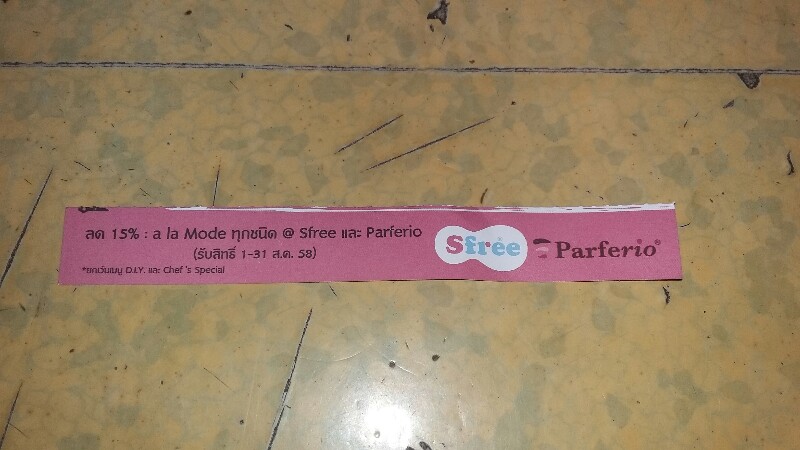 ลด 15% : a la Mode ทุกชนิด @ Sfree และ Parferio
(รับสิทธิ์ 1-31 ส.ค. 58)
*ยกเว้นเมนู D.I.Y. และ Chef's Special
Sfree
Parferio®